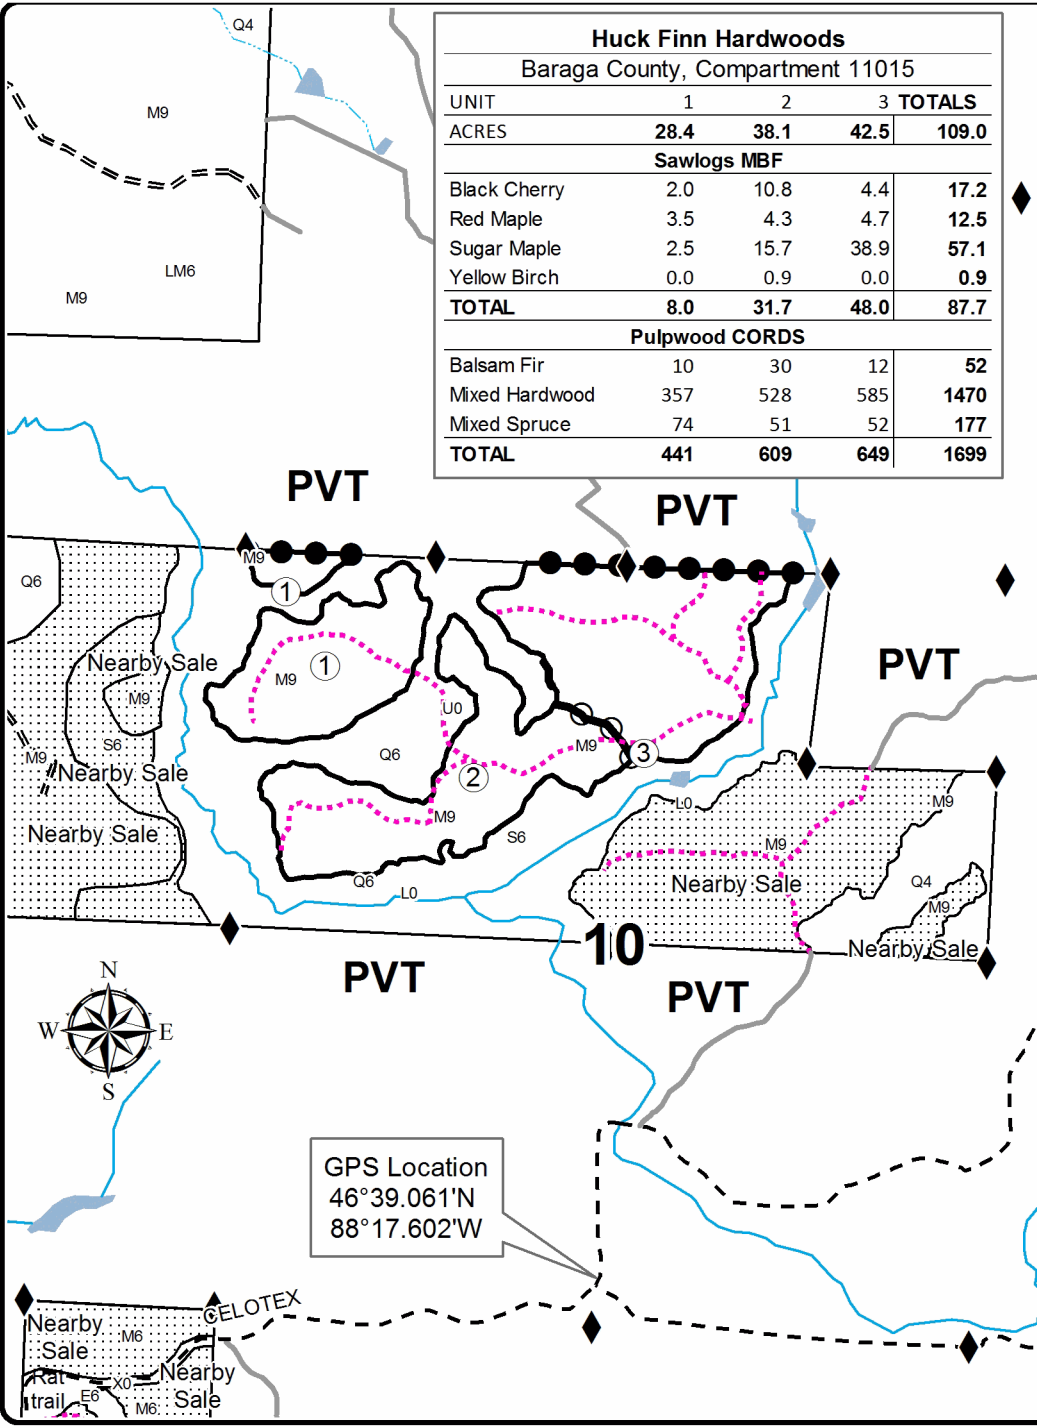 Q4
Huck Finn Hardwoods
Baraga County, Compartment 11015
UNIT 1 2 3 TOTALS
ACRES 28.4 38.1 42.5 109.0
Sawlogs MBF
Black Cherry 2.0 10.8 4.4 17.2
Red Maple 3.5 4.3 4.7 12.5
Sugar Maple 2.5 15.7 38.9 57.1
Yellow Birch 0.0 0.9 0.0 0.9
TOTAL 8.0 31.7 48.0 87.7
Pulpwood CORDS
Balsam Fir 10 30 12 52
Mixed Hardwood 357 528 585 1470
Mixed Spruce 74 51 52 177
TOTAL 441 609 649 1699
M9
LM6
M9
PVT
PVT
M9
Q6
1
Nearby Sale
1
M9
PVT
M9
U0
S6
M9
Q6
M9
3
Nearby Sale
2
L0
M9
Nearby Sale
M9
S6
M9
Q6
L0
Nearby Sale
Q4
M9
10
Nearby Sale
PVT
PVT
N
W E
S
GPS Location
46°39.061'N
88°17.602'W
CELOTEX
Nearby
Sale
M6
Rat
trail
E6
X0
Nearby
Sale
M6